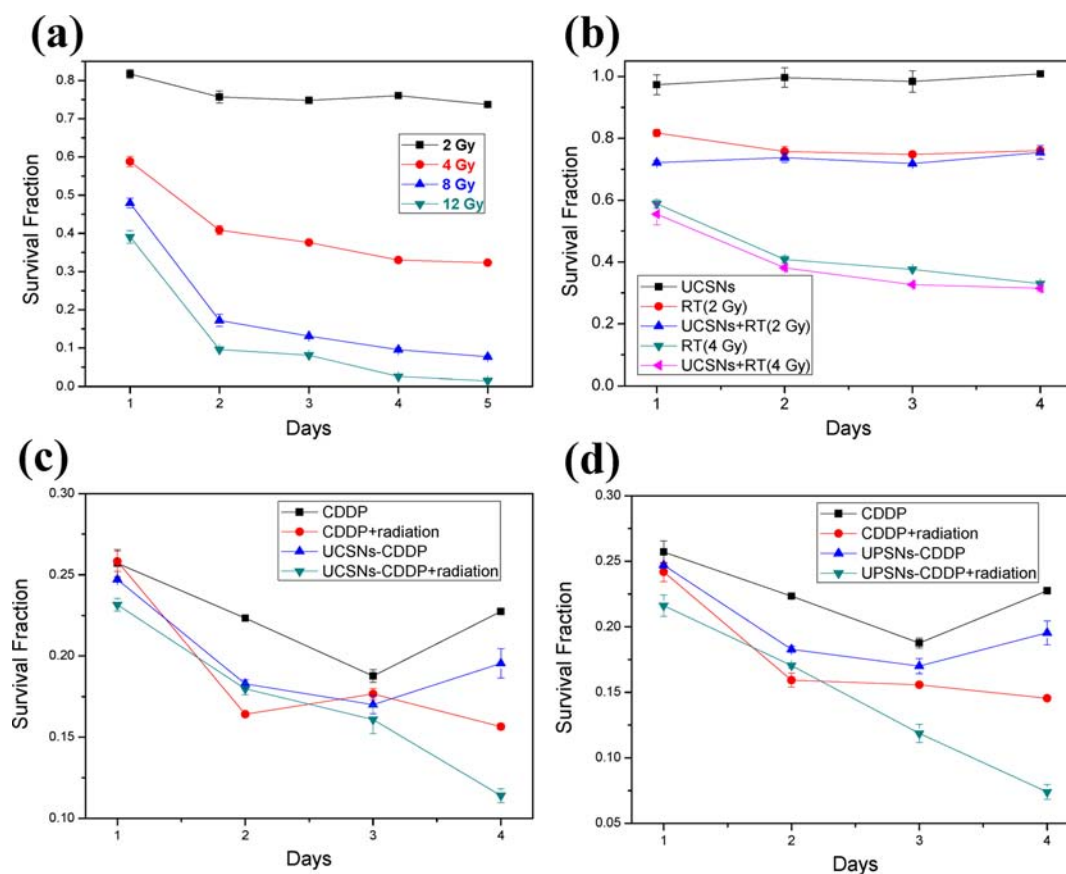 (a)
Survival Fraction
0.8
0.7
0.6
0.5
0.4
0.3
0.2
0.1
0.0
2 Gy
4 Gy
8 Gy
12 Gy
1 2 3 4 5
Days
(b)
Survival Fraction
1.0
0.8
0.6
0.4
0.2
0.0
UCSNs
RT(2 Gy)
UCSNs+RT(2 Gy)
RT(4 Gy)
UCSNs+RT(4 Gy)
1 2 3 4
Days
(c)
Survival Fraction
0.30
0.25
0.20
0.15
0.10
CDDP
CDDP+radiation
UCSNs-CDDP
UCSNs-CDDP+radiation
1 2 3 4
Days
(d)
Survival Fraction
0.30
0.25
0.20
0.15
0.10
0.05
CDDP
CDDP+radiation
UPSNs-CDDP
UPSNs-CDDP+radiation
1 2 3 4
Days